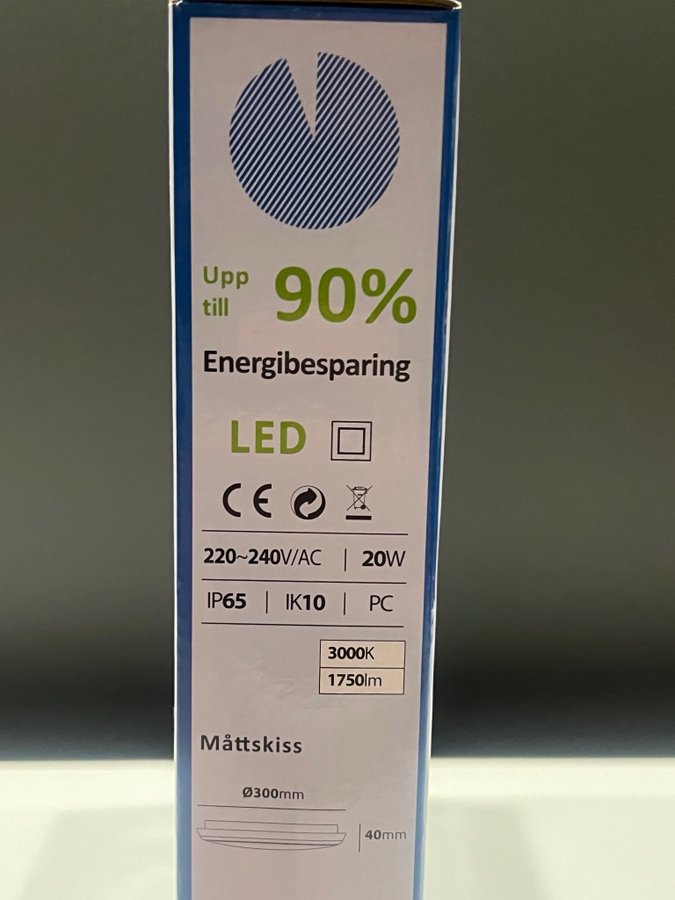 Upp till 90%
Energibesparing
LED
CE
220~240V/AC | 20W
IP65 | IK10 | PC
3000K
1750lm
Måttskiss
Ø300mm
40mm